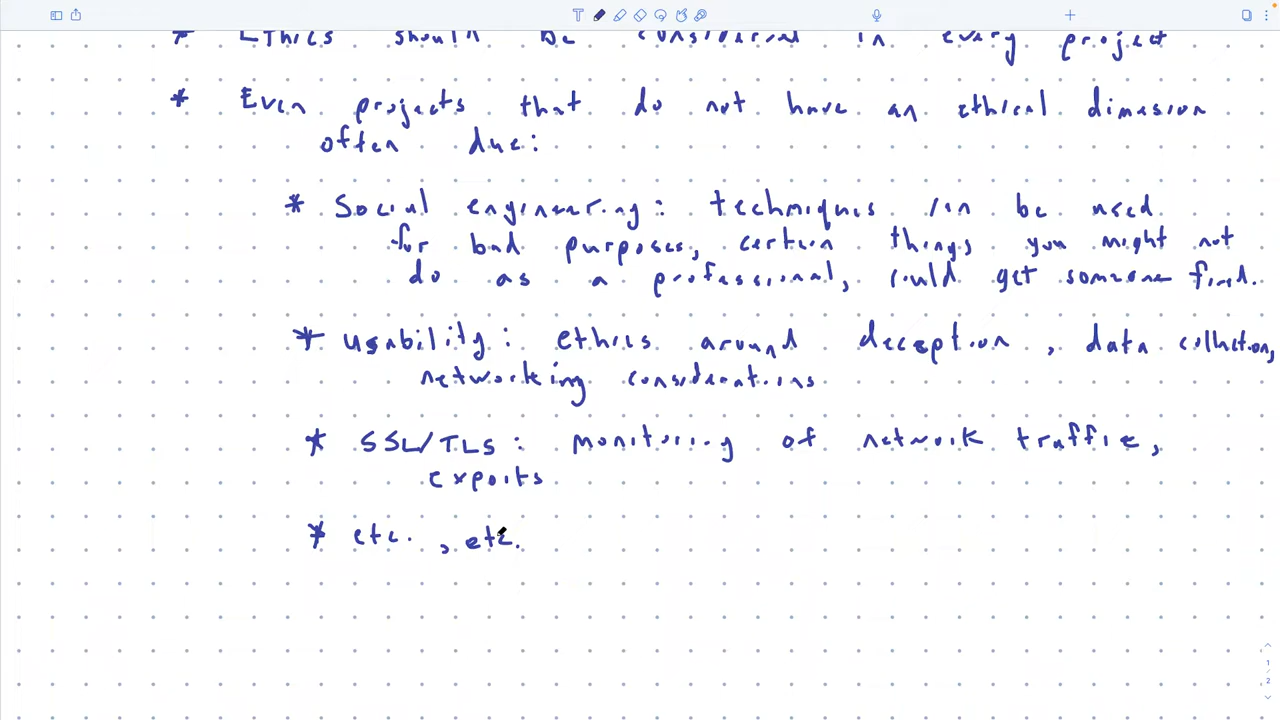 * Ethics should be considered in every project
* Even projects that do not have an ethical dimension
often due:
* Social engineering: techniques can be used
for bad purposes, certain things you might not
do as a professional, could get someone fired.
* Usability: ethics around deception, data collection,
networking considerations
* SSL/TLS: monitoring of network traffic,
exports
* etc., etc.
1
2